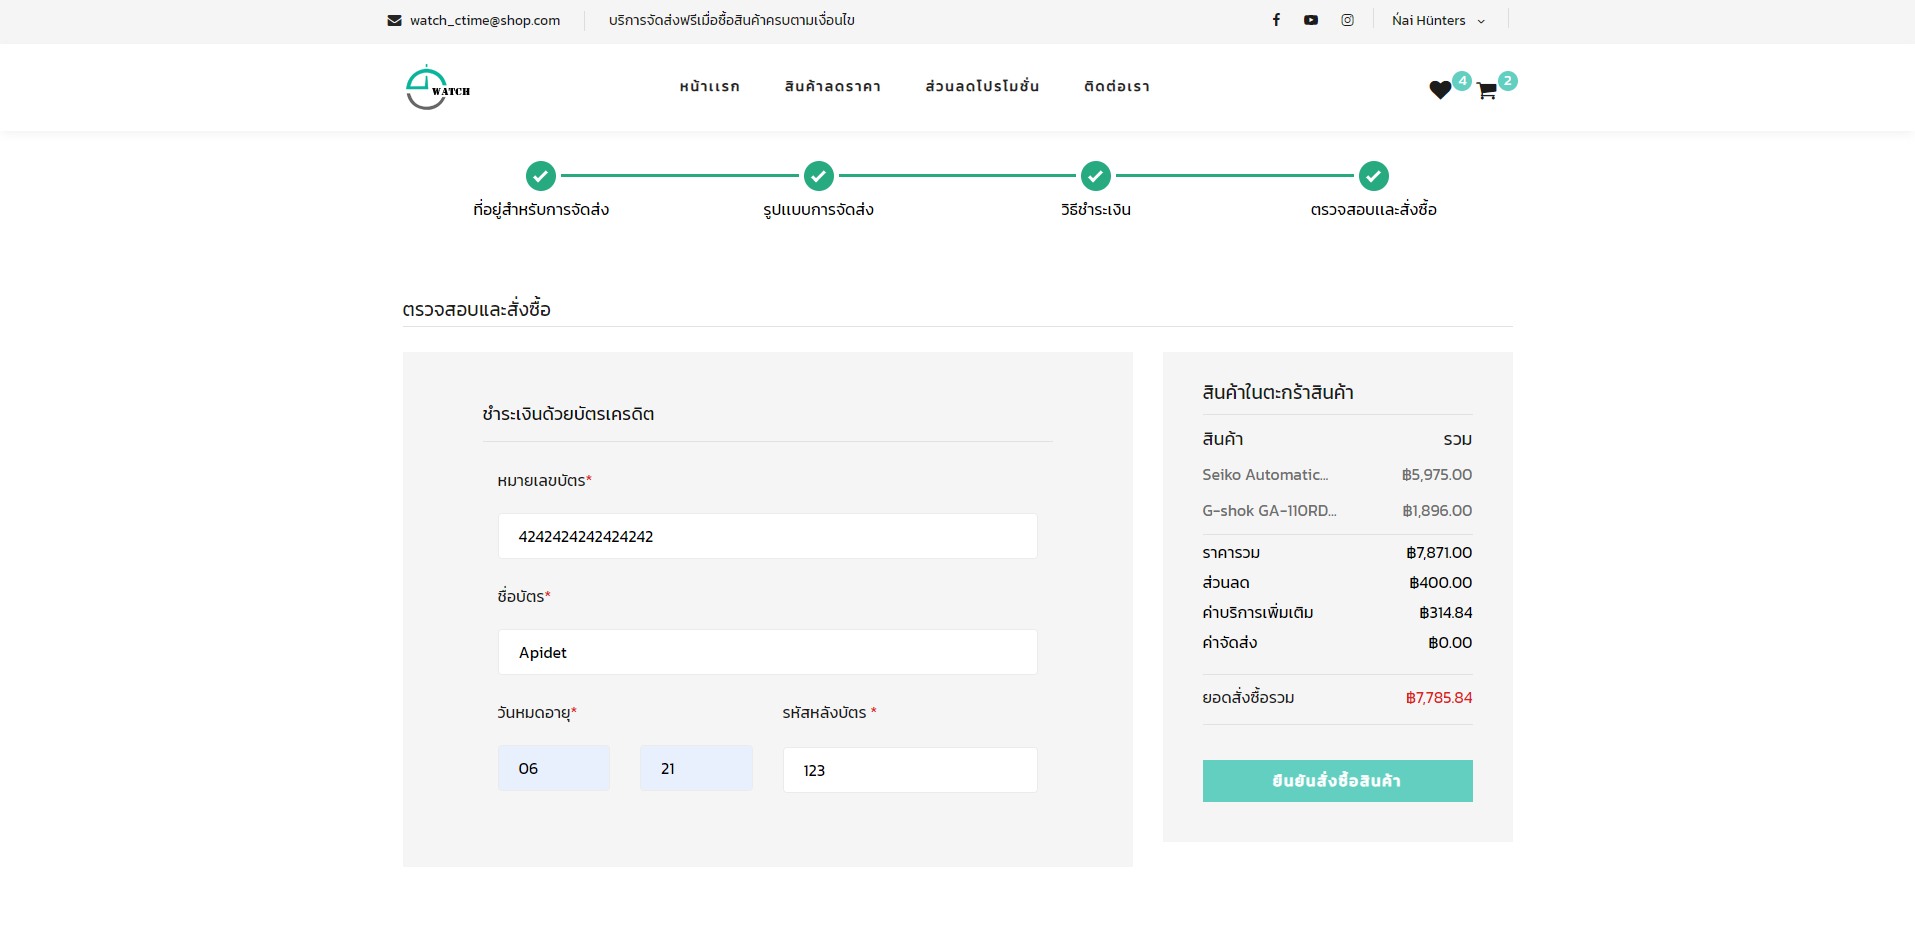 watch_ctime@shop.com บริการจัดส่งฟรีเมื่อซื้อสินค้าครบตามเงื่อนไข Ńai Hünters
WATCH หน้าแรก สินค้าลดราคา ส่วนลดโปรโมชั่น ติดต่อเรา 4 2
ที่อยู่สำหรับการจัดส่ง รูปแบบการจัดส่ง วิธีชำระเงิน ตรวจสอบและสั่งซื้อ
ตรวจสอบและสั่งซื้อ
ชำระเงินด้วยบัตรเครดิต
หมายเลขบัตร*
4242424242424242
ชื่อบัตร*
Apidet
วันหมดอายุ* รหัสหลังบัตร *
06 21 123
สินค้าในตะกร้าสินค้า
สินค้า รวม
Seiko Automatic... ฿5,975.00
G-shok GA-110RD... ฿1,896.00
ราคารวม ฿7,871.00
ส่วนลด ฿400.00
ค่าบริการเพิ่มเติม ฿314.84
ค่าจัดส่ง ฿0.00
ยอดสั่งซื้อรวม ฿7,785.84
ยืนยันสั่งซื้อสินค้า